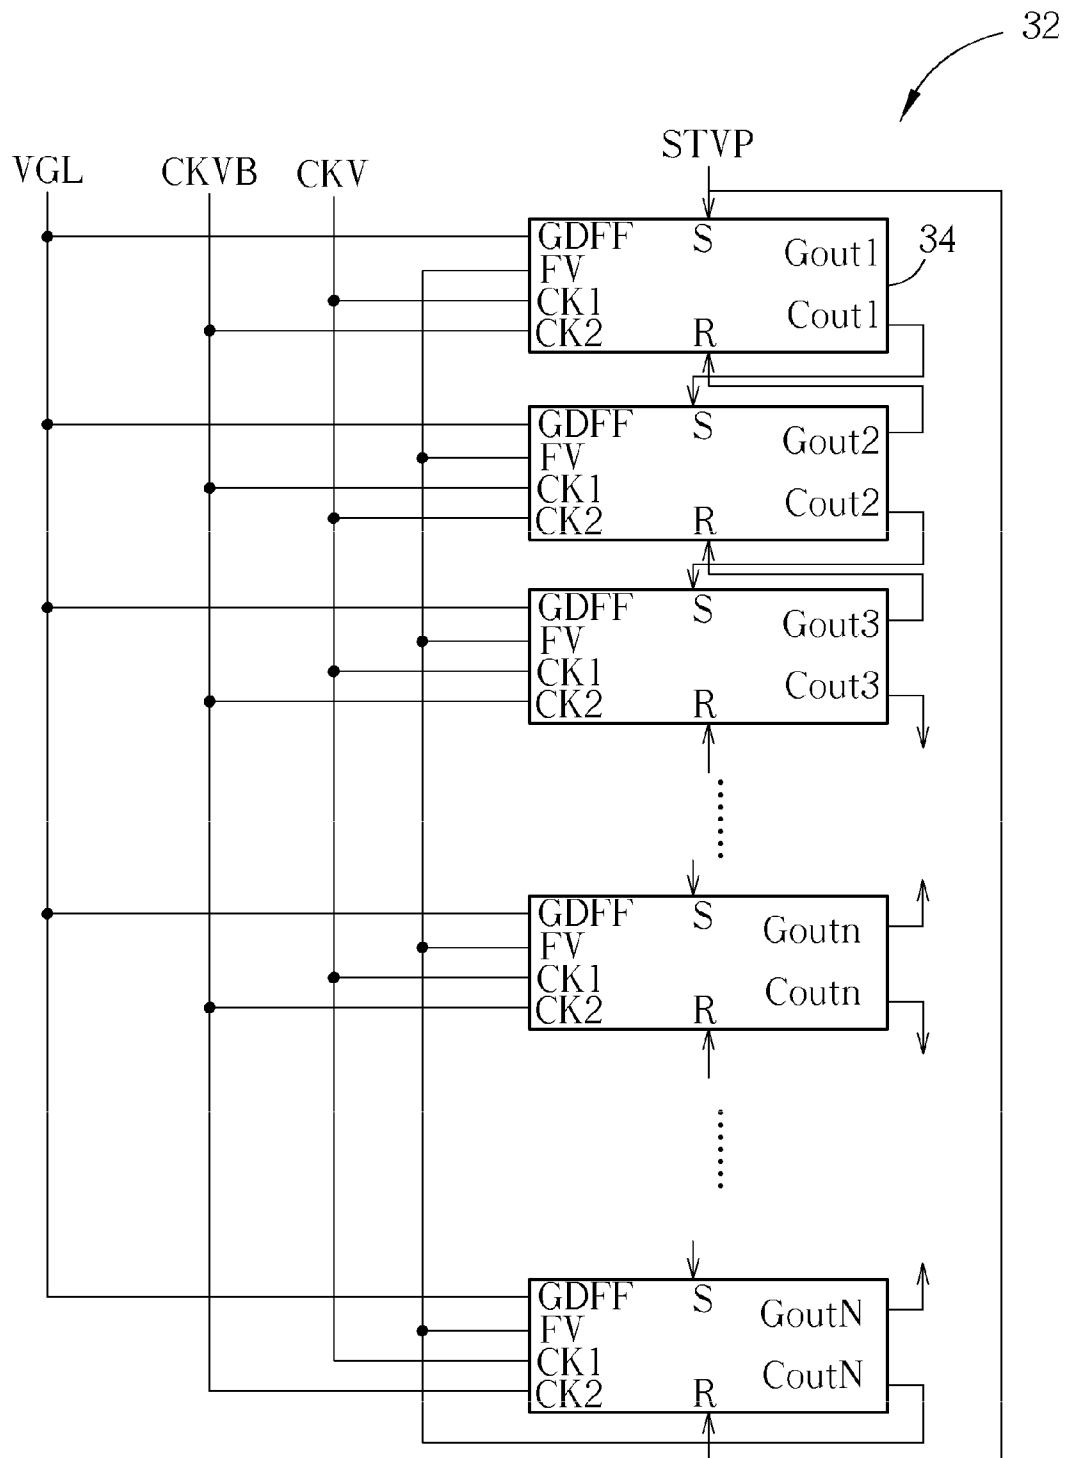 32
STVP
VGL CKVB CKV
GDFF S Gout1 34
FV
CK1 Cout1
CK2 R
GDFF S Gout2
FV
CK1 Cout2
CK2 R
GDFF S Gout3
FV
CK1 Cout3
CK2 R
GDFF S Goutn
FV
CK1 Coutn
CK2 R
GDFF S GoutN
FV
CK1 CoutN
CK2 R